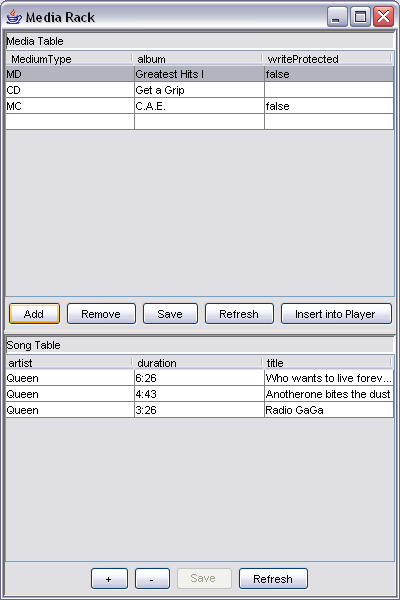 Media Rack
Media Table
MediumType album writeProtected
MD Greatest Hits I false
CD Get a Grip
MC C.A.E. false
Add Remove Save Refresh Insert into Player
Song Table
artist duration title
Queen 6:26 Who wants to live forev...
Queen 4:43 Anotherone bites the dust
Queen 3:26 Radio GaGa
+ - Save Refresh